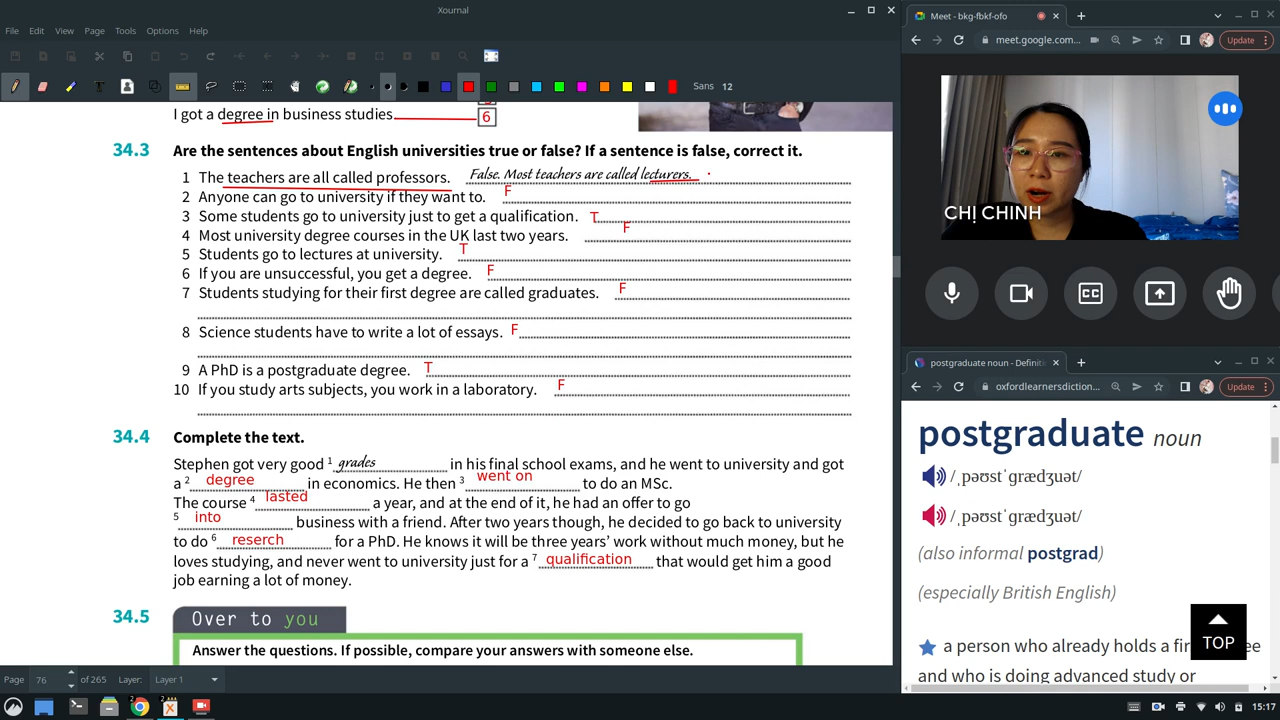 Xournal
File Edit View Page Tools Options Help
Sans 12
I got a degree in business studies. 6
34.3 Are the sentences about English universities true or false? If a sentence is false, correct it.
1 The teachers are all called professors. False. Most teachers are called lecturers.
2 Anyone can go to university if they want to. F
3 Some students go to university just to get a qualification. T
4 Most university degree courses in the UK last two years. F
5 Students go to lectures at university. T
6 If you are unsuccessful, you get a degree. F
7 Students studying for their first degree are called graduates. F
8 Science students have to write a lot of essays. F
9 A PhD is a postgraduate degree. T
10 If you study arts subjects, you work in a laboratory. F
34.4 Complete the text.
Stephen got very good 1 grades in his final school exams, and he went to university and got
a 2 degree in economics. He then 3 went on to do an MSc.
The course 4 lasted a year, and at the end of it, he had an offer to go
5 into business with a friend. After two years though, he decided to go back to university
to do 6 reserch for a PhD. He knows it will be three years' work without much money, but he
loves studying, and never went to university just for a 7 qualification that would get him a good
job earning a lot of money.
34.5 Over to you
Answer the questions. If possible, compare your answers with someone else.
Page 76 of 265 Layer: Layer 1
Meet - bkg-fbkf-ofo
meet.google.com... Update
CHỊ CHINH
postgraduate noun - Definit
oxfordlearnersdiction... Update
postgraduate noun
/ˌpəʊstˈɡrædʒuət/
/ˌpəʊstˈɡrædʒuət/
(also informal postgrad)
(especially British English)
TOP
a person who already holds a fir ee
and who is doing advanced study or
15:17